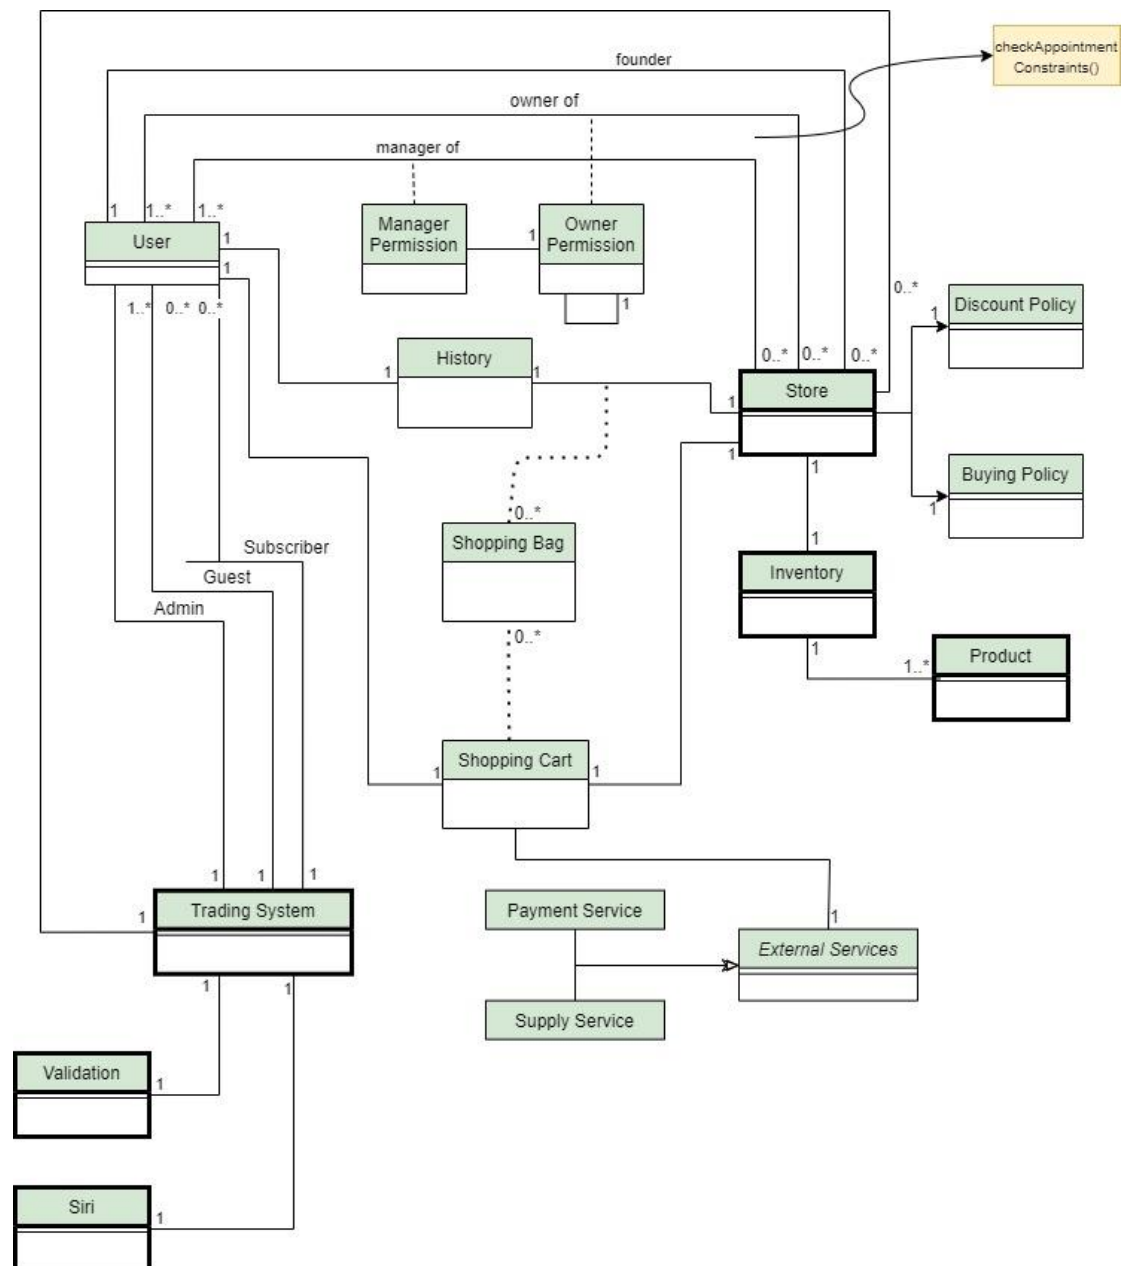 founder
checkAppointment
Constraints()
owner of
manager of
1
1..*
1..*
Manager
Permission
1
Owner
Permission
User
1
1
1
1..*
0..*
0..*
0..*
1
Discount Policy
History
1
1
0..*
0..*
0..*
Store
1
1
1
Buying Policy
1
0..*
Shopping Bag
1
Inventory
Subscriber
Guest
Admin
0..*
1
1..*
Product
Shopping Cart
1
1
1
1
1
Trading System
1
Payment Service
1
External Services
1
1
Supply Service
Validation
1
Siri
1